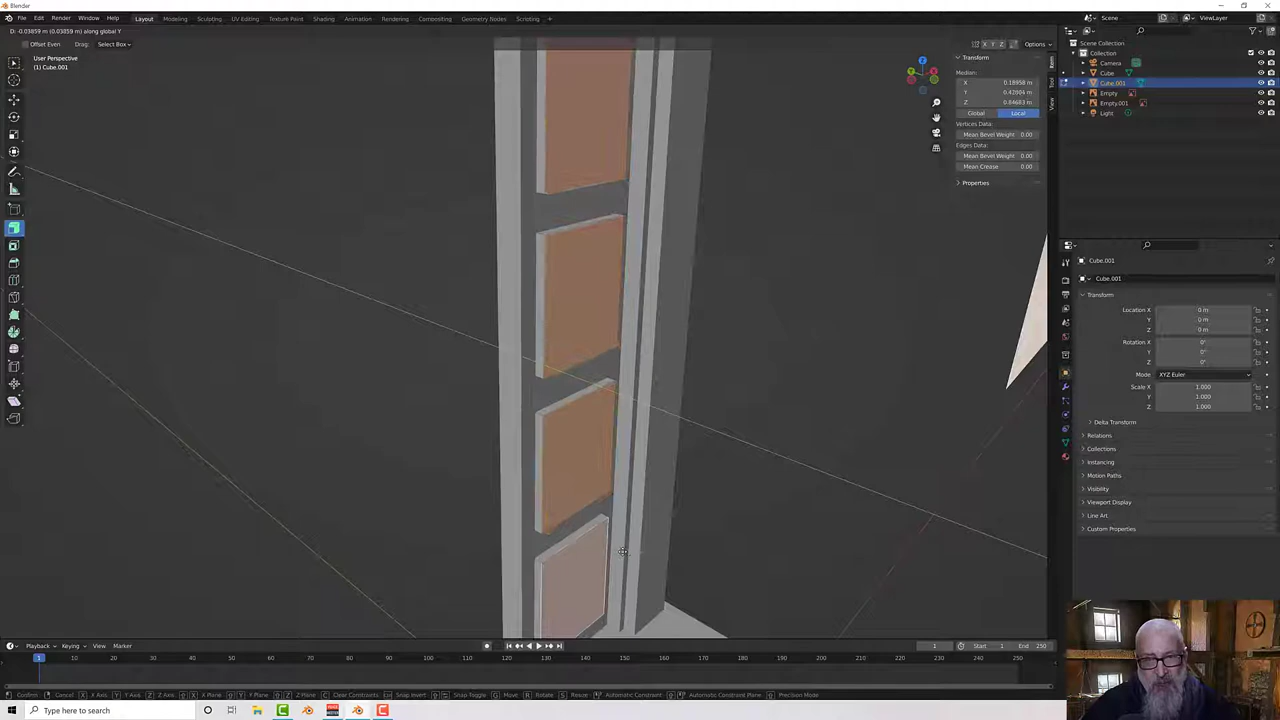 Blender
File Edit Render Window Help Layout Modeling Sculpting UV Editing Texture Paint Shading Animation Rendering Compositing Geometry Nodes Scripting Scene ViewLayer
D: -0.03859 m (0.03859 m) along global Y
Offset Even Drag: Select Box X Y Z Options
User Perspective
(1) Cube.001
Scene Collection
Collection
Camera
Cube
Cube.001
Empty
Empty.001
Light
Transform
Median:
X 0.18958 m
Y 0.42904 m
Z 0.84683 m
Global Local
Vertices Data:
Mean Bevel Weight 0.00
Edges Data:
Mean Bevel Weight 0.00
Mean Crease 0.00
Properties
Item
Tool
View
Cube.001
Cube.001
Transform
Location X 0 m
Y 0 m
Z 0 m
Rotation X 0°
Y 0°
Z 0°
Mode XYZ Euler
Scale X 1.000
Y 1.000
Z 1.000
Delta Transform
Relations
Collections
Instancing
Motion Paths
Visibility
Viewport Display
Line Art
Custom Properties
Playback Keying View Marker 1 Start 1 End 250
1 10 20 30 40 50 60 70 80 90 100 110 120 130 140 150 160 170 180 190 200 210 220 230 240 250
Confirm Cancel X X Axis Y Y Axis Z Z Axis X X Plane Y Y Plane Z Z Plane C Clear Constraints Snap Invert Snap Toggle G Move R Rotate S Resize Automatic Constraint Automatic Constraint Plane Precision Mode
Type here to search